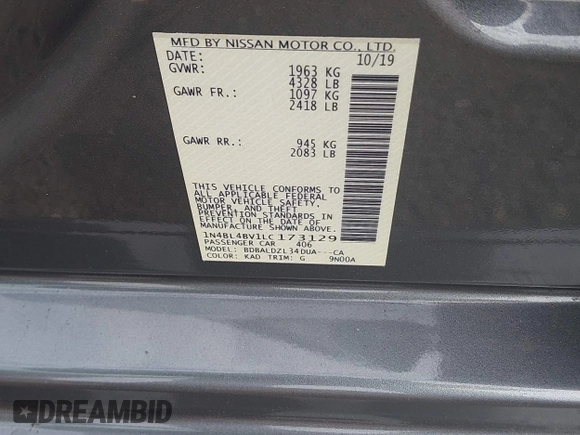 MFD BY NISSAN MOTOR CO., LTD.
DATE: 10/19
GVWR: 1963 KG
4328 LB
GAWR FR.: 1097 KG
2418 LB
GAWR RR.: 945 KG
2083 LB
THIS VEHICLE CONFORMS TO
ALL APPLICABLE FEDERAL
MOTOR VEHICLE SAFETY,
BUMPER, AND THEFT
PREVENTION STANDARDS IN
EFFECT ON THE DATE OF
MANUFACTURE SHOWN ABOVE.
1N4BL4BV1LC173129
PASSENGER CAR 406
MODEL: BDBALDZL34DUA---CA
COLOR: KAD TRIM: G 9N00A
DREAMBID